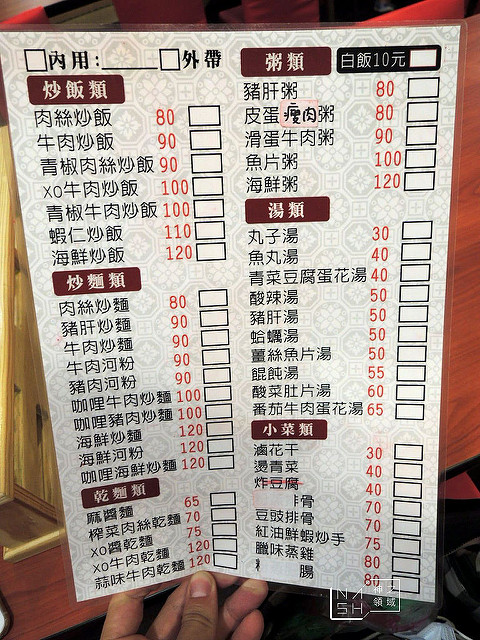 內用：_____ 外帶
炒飯類
肉絲炒飯 80
牛肉炒飯 90
青椒肉絲炒飯 90
XO牛肉炒飯 100
青椒牛肉炒飯 100
蝦仁炒飯 110
海鮮炒飯 120
炒麵類
肉絲炒麵 80
豬肝炒麵 90
牛肉炒麵 90
牛肉河粉 90
豬肉河粉 90
咖哩牛肉炒麵 100
咖哩豬肉炒麵 100
海鮮炒麵 120
海鮮河粉 120
咖哩海鮮炒麵 120
乾麵類
麻醬麵 65
榨菜肉絲乾麵 70
XO醬乾麵 75
XO牛肉乾麵 120
蒜味牛肉乾麵 120
粥類 白飯10元
豬肝粥 80
皮蛋瘦肉粥 80
滑蛋牛肉粥 90
魚片粥 100
海鮮粥 120
湯類
丸子湯 30
魚丸湯 40
青菜豆腐蛋花湯 40
酸辣湯 50
豬肝湯 50
蛤蠣湯 50
薑絲魚片湯 50
餛飩湯 55
酸菜肚片湯 60
番茄牛肉蛋花湯 65
小菜類
滷花干 30
燙青菜 40
炸豆腐 40
排骨 70
豆豉排骨 70
紅油鮮蝦炒手 75
臘味蒸雞 80
腸 80
神之領域
NASH